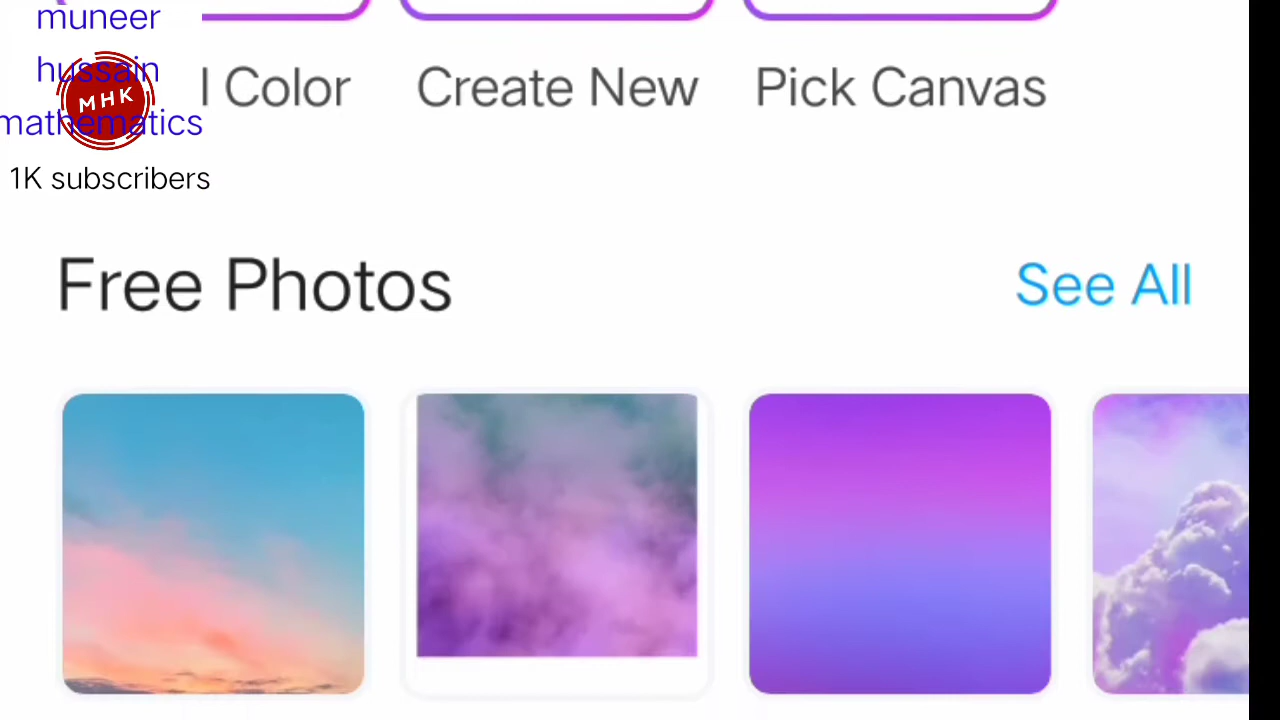 muneer
hussain
MHK
mathematics
1K subscribers
l Color
Create New
Pick Canvas
Free Photos
See All